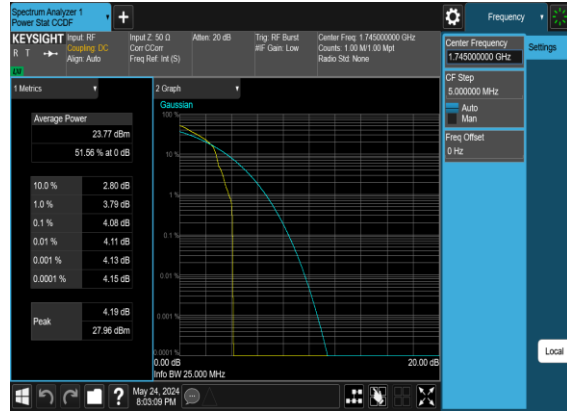 Spectrum Analyzer 1
Power Stat CCDF
+
Frequency
KEYSIGHT
R T
LV
Input: RF
Coupling: DC
Align: Auto
Input Z: 50 Ω
Corr CCorr
Freq Ref: Int (S)
Atten: 20 dB
Trig: RF Burst
#IF Gain: Low
Center Freq: 1.745000000 GHz
Counts: 1.00 M/1.00 Mpt
Radio Std: None
Center Frequency
1.745000000 GHz
Settings
CF Step
5.000000 MHz
Auto
Man
Freq Offset
0 Hz
Local
1 Metrics
Average Power
23.77 dBm
51.56 % at 0 dB
10.0 % 2.80 dB
1.0 % 3.79 dB
0.1 % 4.08 dB
0.01 % 4.11 dB
0.001 % 4.13 dB
0.0001 % 4.15 dB
Peak
4.19 dB
27.96 dBm
2 Graph
Gaussian
100 %
10 %
1 %
0.1 %
0.01 %
0.001 %
0.0001 %
0.00 dB 20.00 dB
Info BW 25.000 MHz
?
May 24, 2024
8:03:09 PM